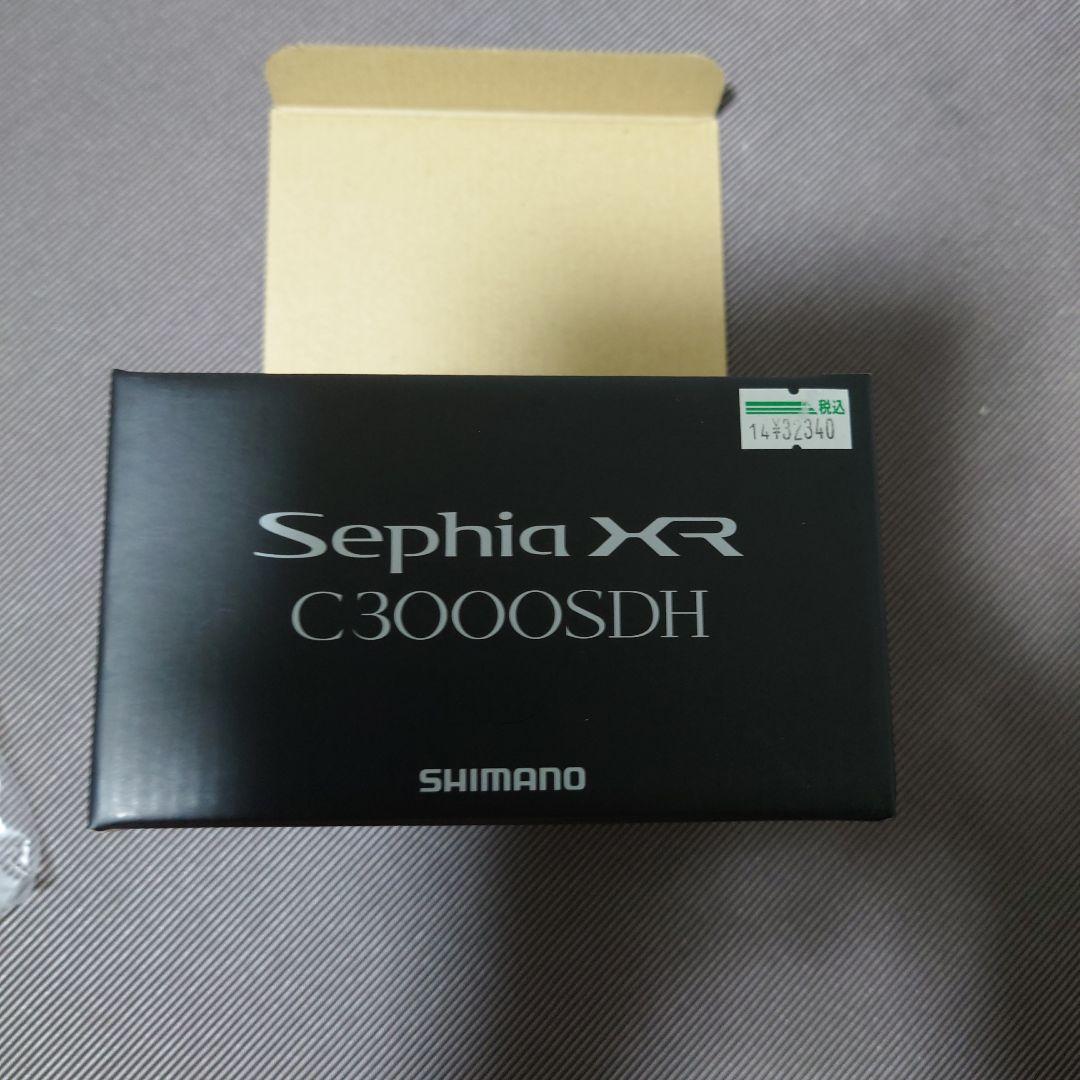 税込
14¥32340
Sephia XR
C3000SDH
SHIMANO